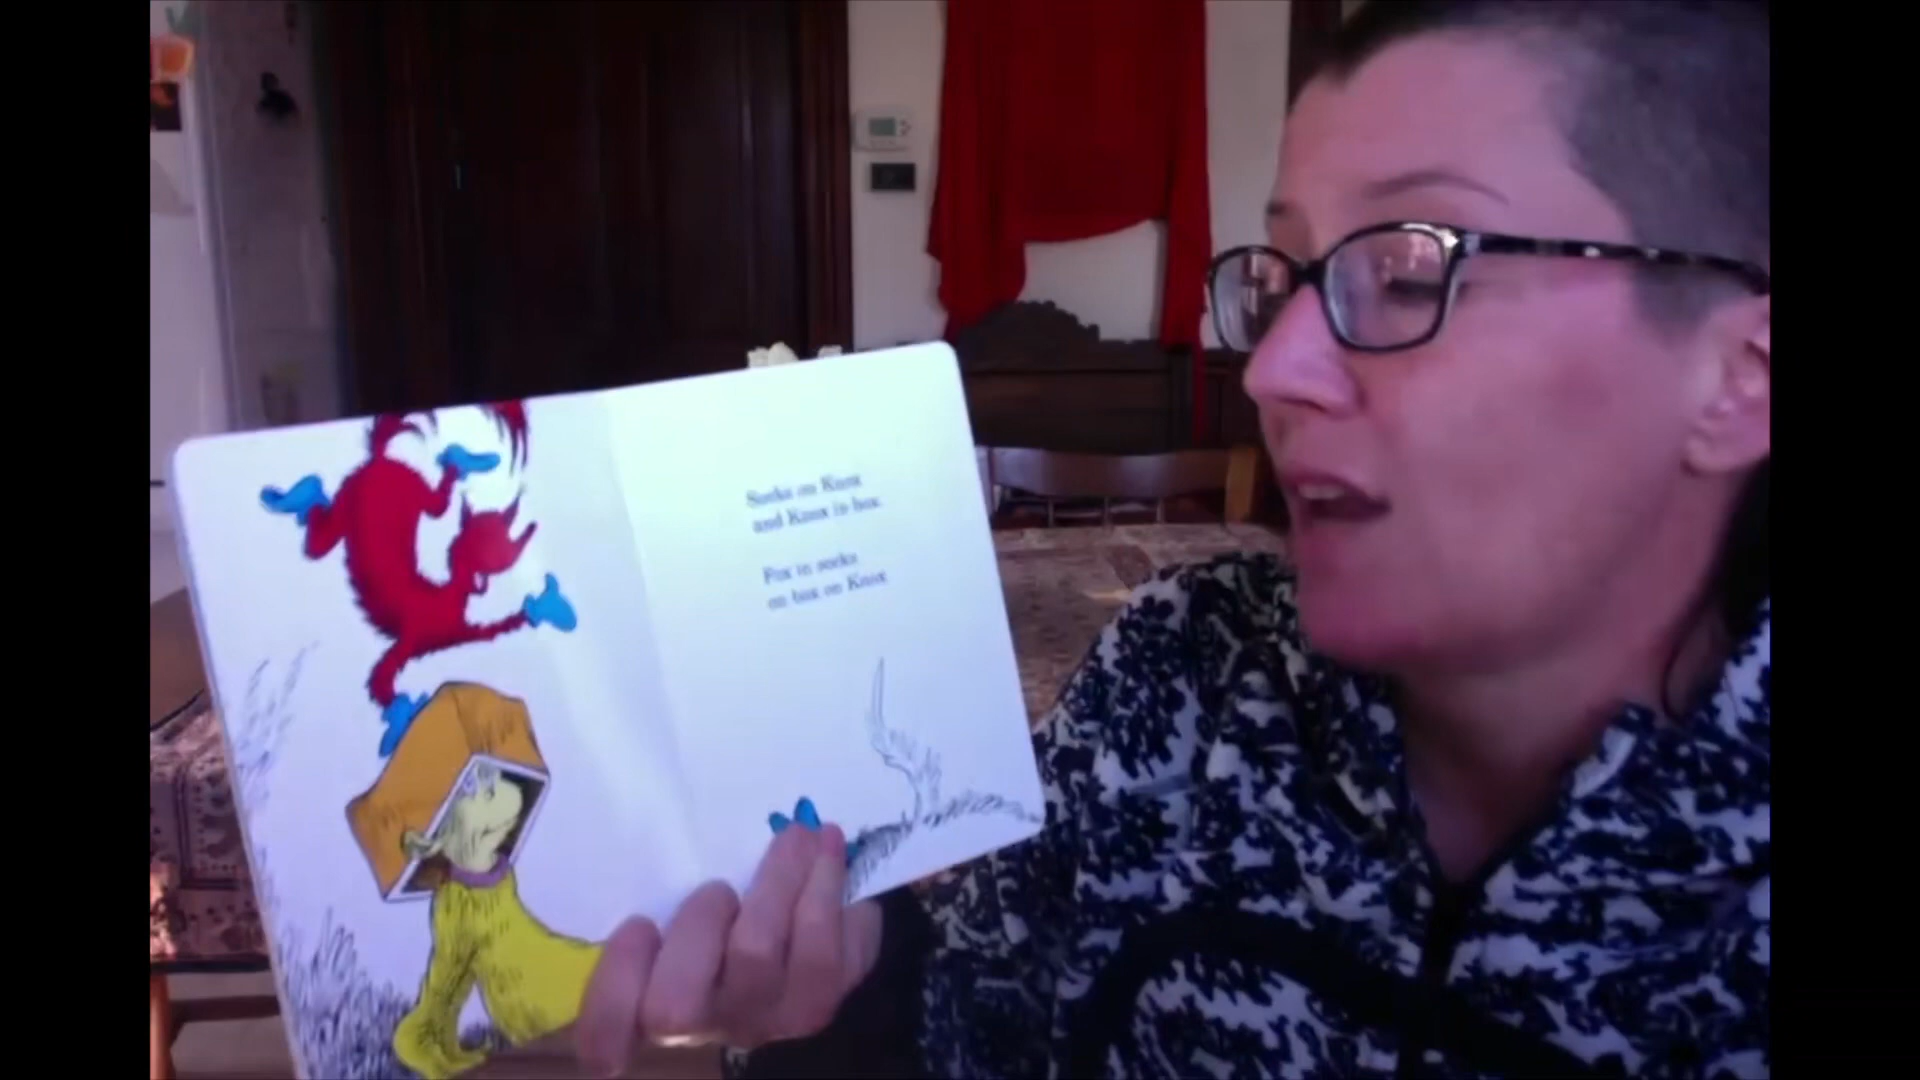 Socks on Knox
and Knox in box.
Fox in socks
on box on Knox.